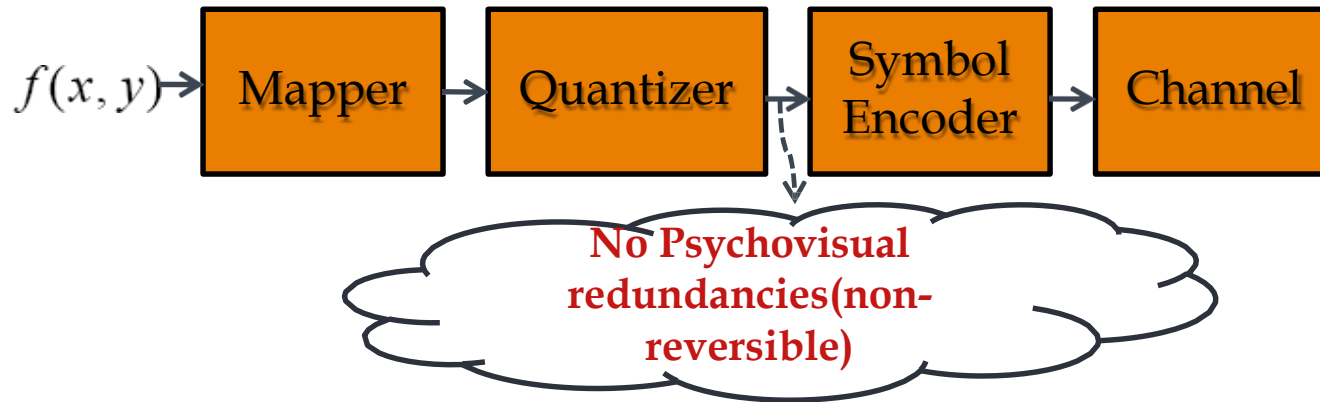 f(x, y)
Mapper
Quantizer
Symbol
Encoder
Channel
No Psychovisual
redundancies(non-
reversible)